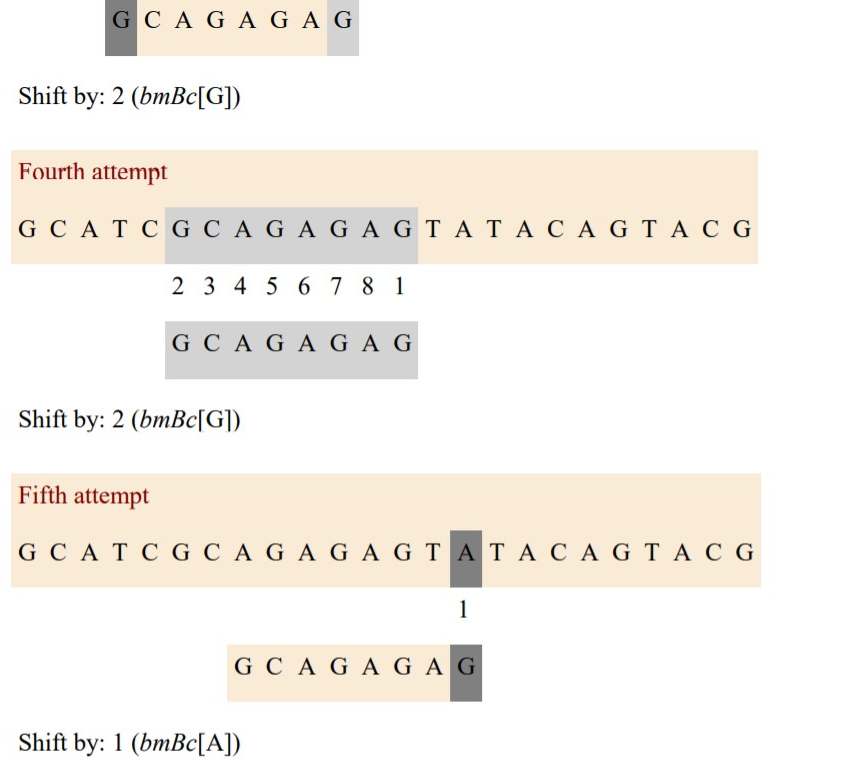 G C A G A G A G
Shift by: 2 (bmBc[G])
Fourth attempt
G C A T C G C A G A G A G T A T A C A G T A C G
2 3 4 5 6 7 8 1
G C A G A G A G
Shift by: 2 (bmBc[G])
Fifth attempt
G C A T C G C A G A G A G T A T A C A G T A C G
1
G C A G A G A G
Shift by: 1 (bmBc[A])